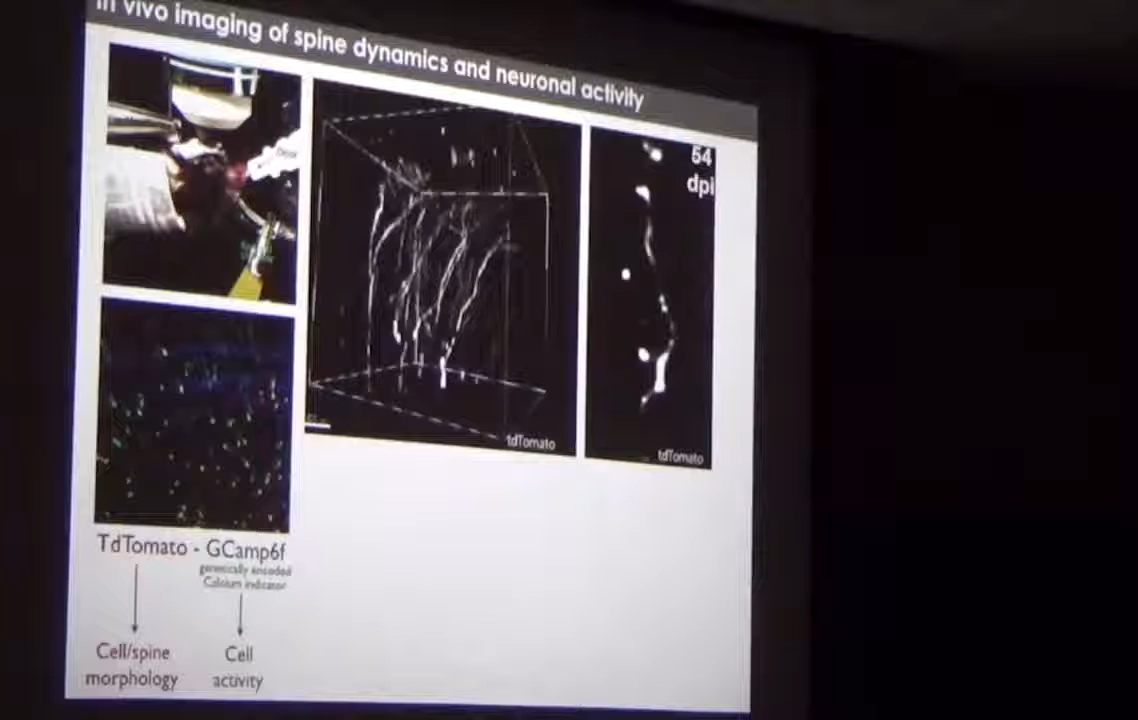 In vivo imaging of spine dynamics and neuronal activity
54
dpi
tdTomato
tdTomato
TdTomato - GCamp6f
genetically encoded
Calcium indicator
Cell/spine
morphology
Cell
activity